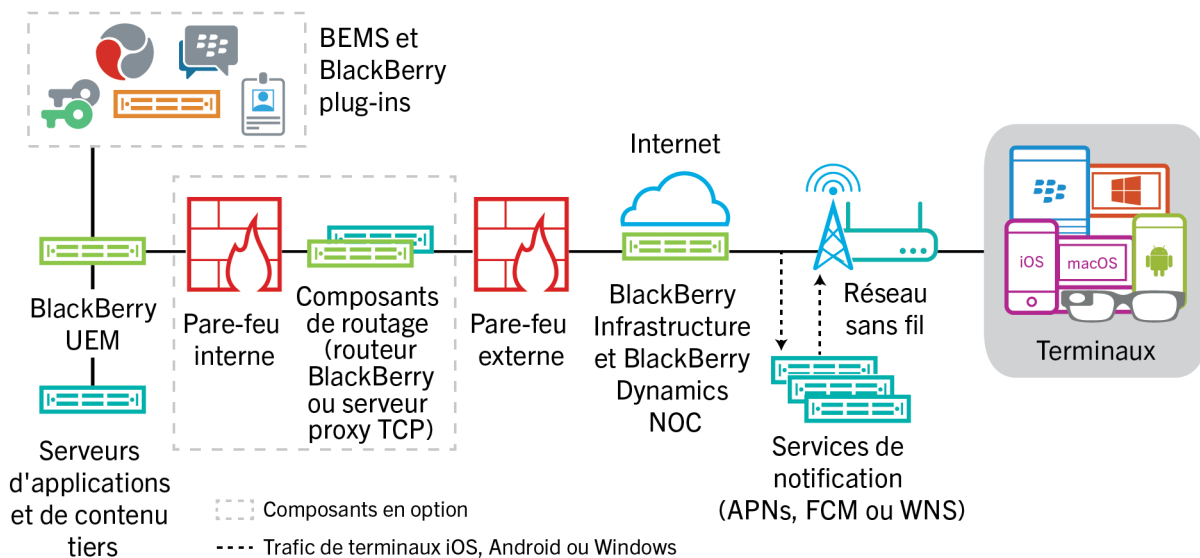 BEMS et
BlackBerry
plug-ins
Internet
iOS
macOS
BlackBerry
UEM
Pare-feu
interne
Composants
de routage
(routeur
BlackBerry
ou serveur
proxy TCP)
Pare-feu
externe
BlackBerry
Infrastructure
et BlackBerry
Dynamics
NOC
Réseau
sans fil
Terminaux
Serveurs
d'applications
et de contenu
tiers
Services de
notification
(APNs, FCM ou WNS)
Composants en option
Trafic de terminaux iOS, Android ou Windows